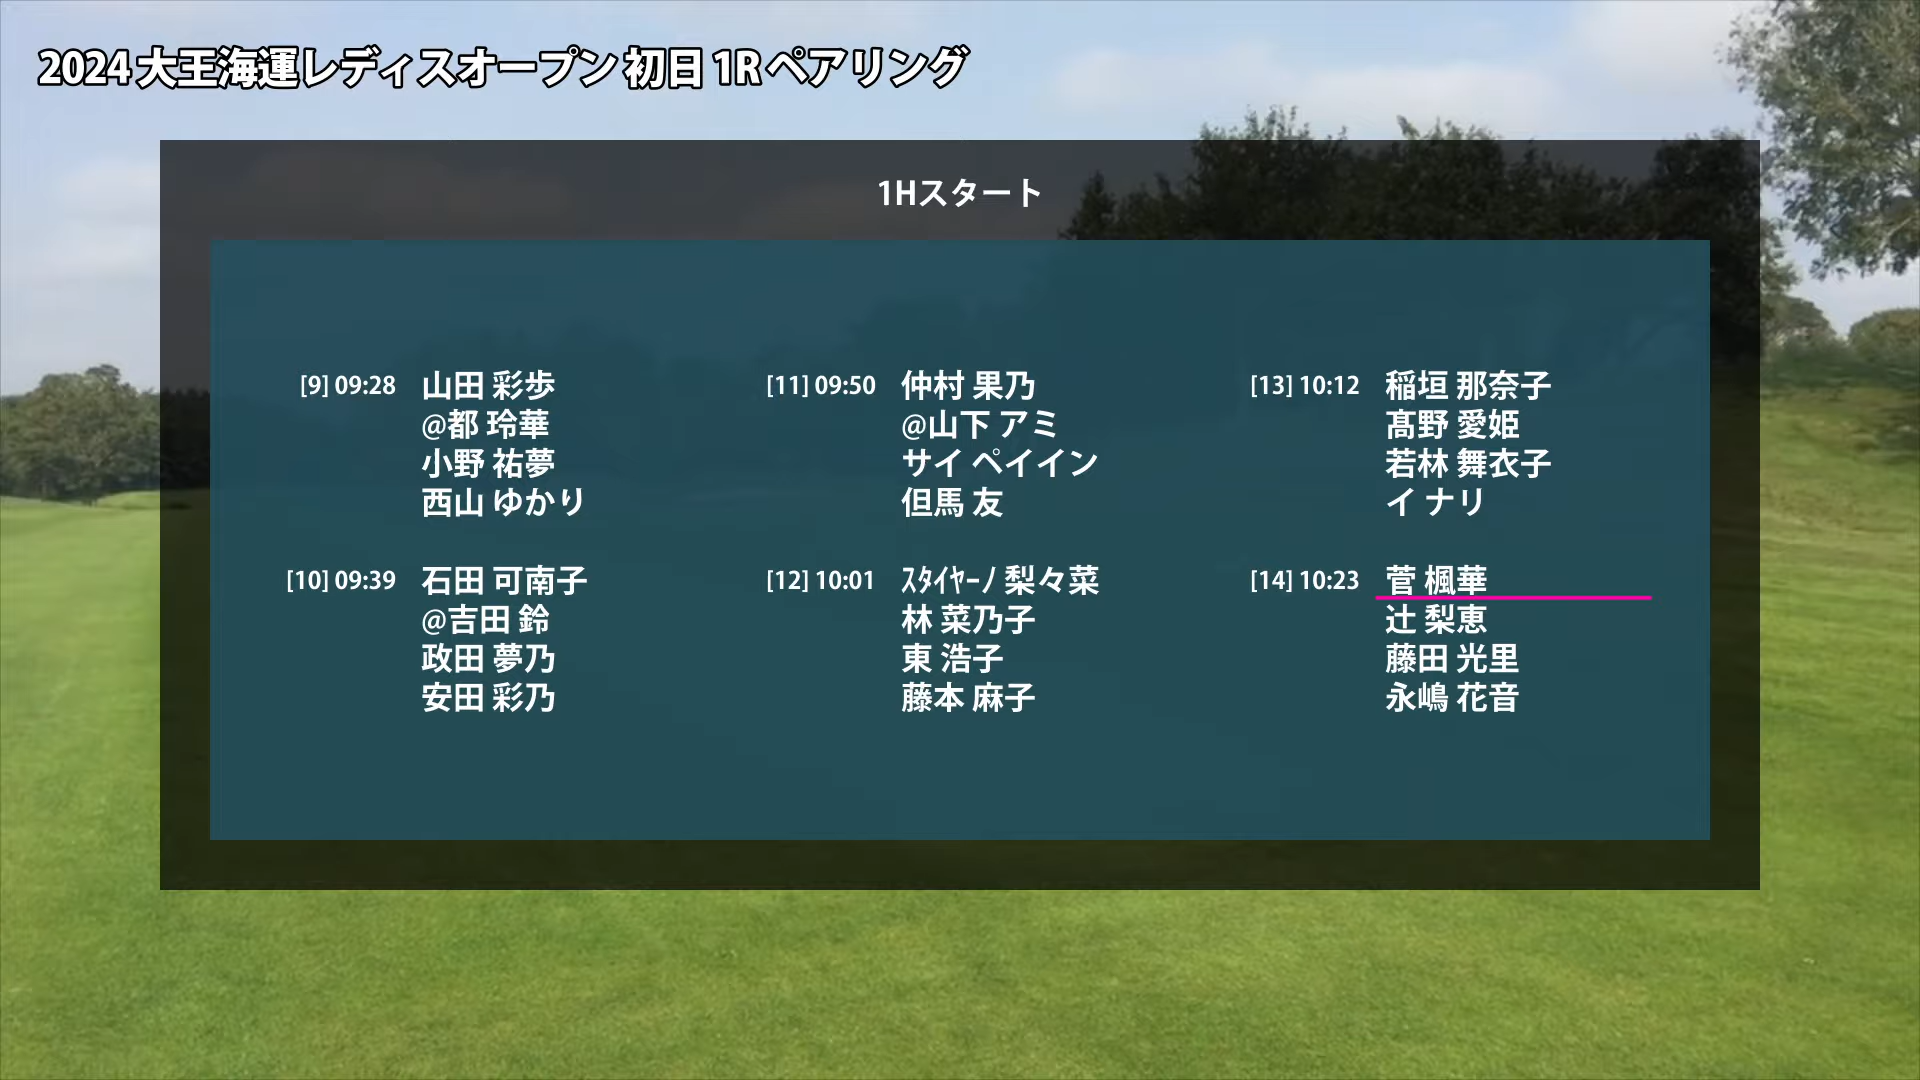 2024 大王海運レディスオープン 初日 1R ペアリング
1Hスタート
[9] 09:28 山田 彩歩
@都 玲華
小野 祐夢
西山 ゆかり
[10] 09:39 石田 可南子
@吉田 鈴
政田 夢乃
安田 彩乃
[11] 09:50 仲村 果乃
@山下 アミ
サイ ペイイン
但馬 友
[12] 10:01 ｽﾀｲﾔｰﾉ 梨々菜
林 菜乃子
東 浩子
藤本 麻子
[13] 10:12 稲垣 那奈子
髙野 愛姫
若林 舞衣子
イ ナリ
[14] 10:23 菅 楓華
辻 梨恵
藤田 光里
永嶋 花音